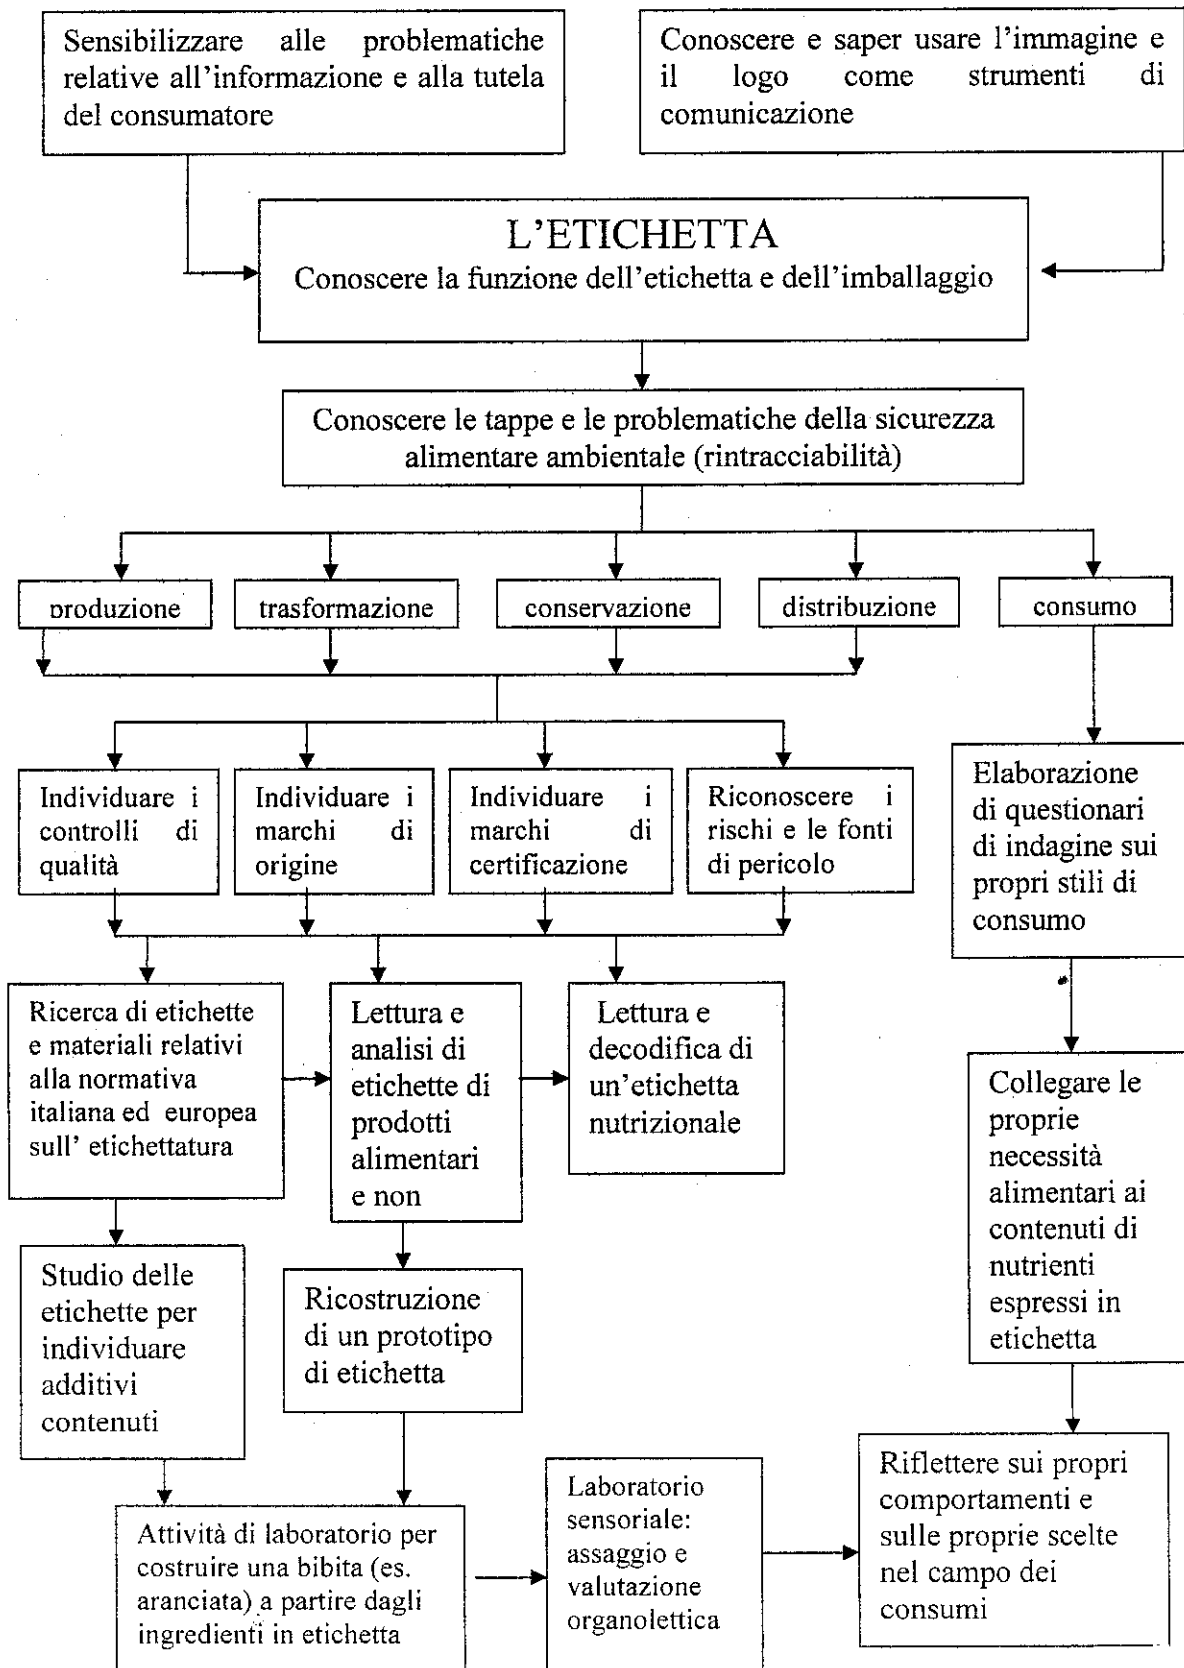 Sensibilizzare alle problematiche
relative all'informazione e alla tutela
del consumatore
Conoscere e saper usare l'immagine e
il logo come strumenti di
comunicazione
L'ETICHETTA
Conoscere la funzione dell'etichetta e dell'imballaggio
Conoscere le tappe e le problematiche della sicurezza
alimentare ambientale (rintracciabilità)
produzione
trasformazione
conservazione
distribuzione
consumo
Individuare i
controlli di
qualità
Individuare i
marchi di
origine
Individuare i
marchi di
certificazione
Riconoscere i
rischi e le fonti
di pericolo
Elaborazione
di questionari
di indagine sui
propri stili di
consumo
Ricerca di etichette
e materiali relativi
alla normativa
italiana ed europea
sull' etichettatura
Lettura e
analisi di
etichette di
prodotti
alimentari
e non
Lettura e
decodifica di
un'etichetta
nutrizionale
Collegare le
proprie
necessità
alimentari ai
contenuti di
nutrienti
espressi in
etichetta
Studio delle
etichette per
individuare
additivi
contenuti
Ricostruzione
di un prototipo
di etichetta
Attività di laboratorio per
costruire una bibita (es.
aranciata) a partire dagli
ingredienti in etichetta
Laboratorio
sensoriale:
assaggio e
valutazione
organolettica
Riflettere sui propri
comportamenti e
sulle proprie scelte
nel campo dei
consumi